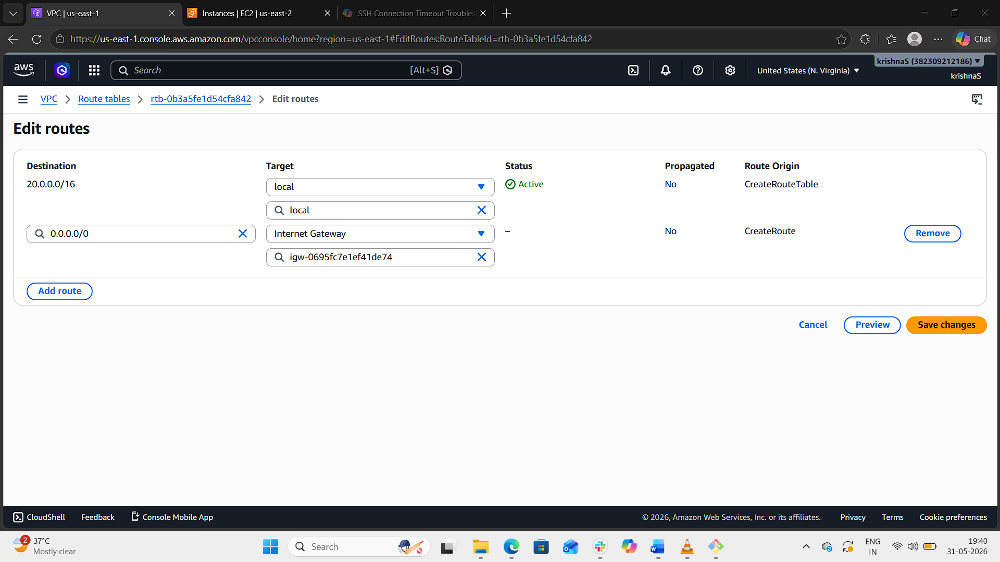 VPC | us-east-1
Instances | EC2 | us-east-2
SSH Connection Timeout Troubles
https://us-east-1.console.aws.amazon.com/vpcconsole/home?region=us-east-1#EditRoutes:RouteTableId=rtb-0b3a5fe1d54cfa842
Chat
aws
Search
[Alt+S]
United States (N. Virginia)
krishnaS (382309212186)
krishnaS
VPC
Route tables
rtb-0b3a5fe1d54cfa842
Edit routes
Edit routes
Destination Target Status Propagated Route Origin
20.0.0.0/16 local Active No CreateRouteTable
local
0.0.0.0/0 Internet Gateway – No CreateRoute Remove
igw-0695fc7e1ef41de74
Add route
Cancel Preview Save changes
CloudShell Feedback Console Mobile App © 2026, Amazon Web Services, Inc. or its affiliates. Privacy Terms Cookie preferences
2
37°C
Mostly clear
Search
ENG
IN
19:40
31-05-2026